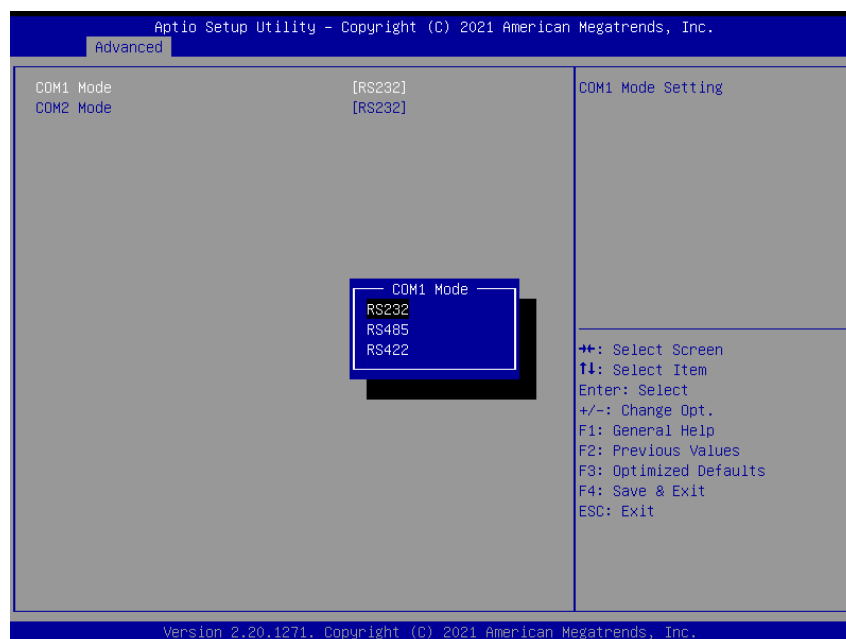 Aptio Setup Utility – Copyright (C) 2021 American Megatrends, Inc.
Advanced
COM1 Mode [RS232]
COM2 Mode [RS232]
COM1 Mode Setting
COM1 Mode
RS232
RS485
RS422
→←: Select Screen
↑↓: Select Item
Enter: Select
+/-: Change Opt.
F1: General Help
F2: Previous Values
F3: Optimized Defaults
F4: Save & Exit
ESC: Exit
Version 2.20.1271. Copyright (C) 2021 American Megatrends, Inc.